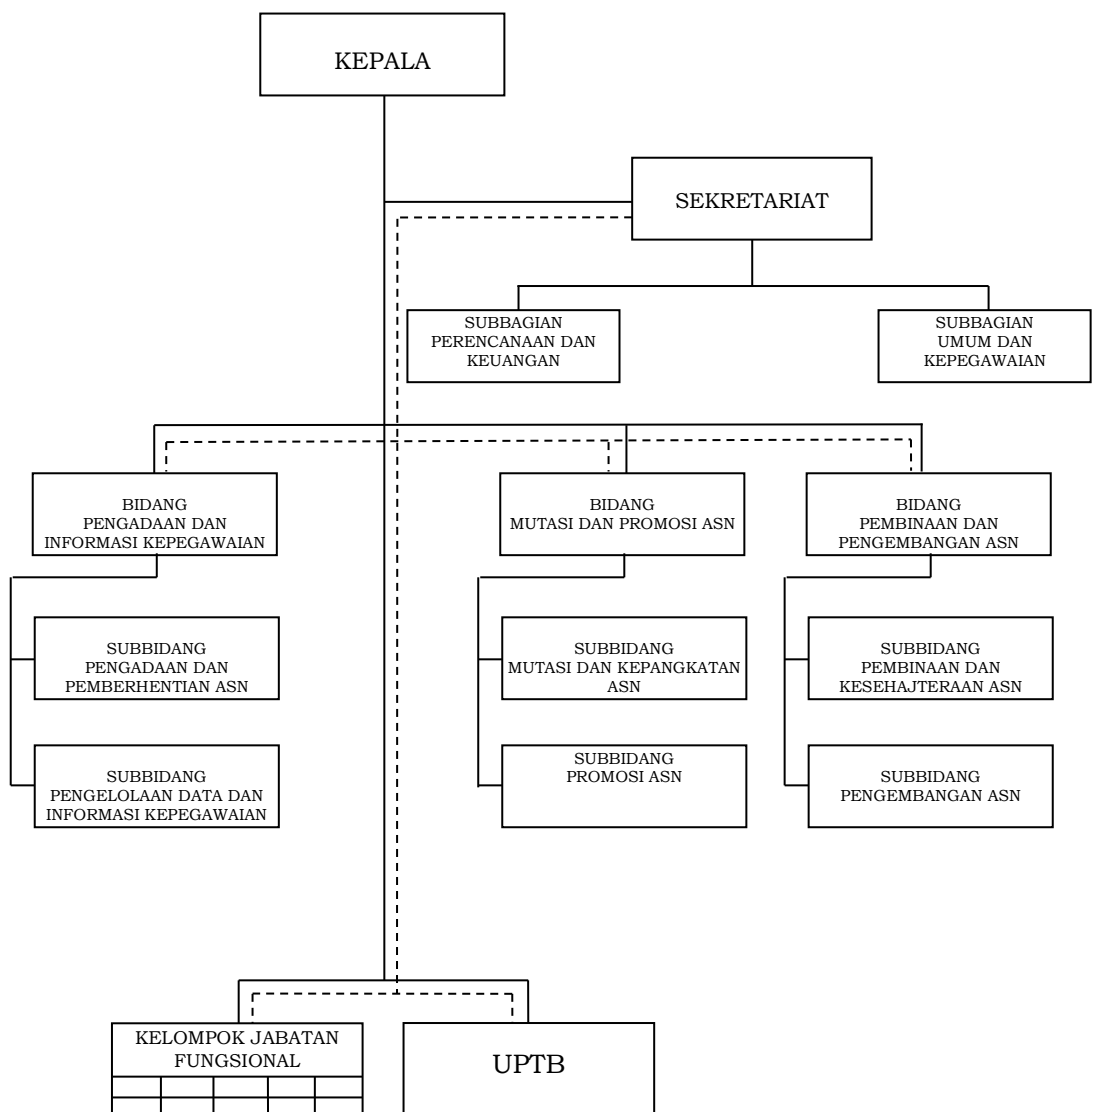 KEPALA
SEKRETARIAT
SUBBAGIAN
PERENCANAAN DAN
KEUANGAN
SUBBAGIAN
UMUM DAN
KEPEGAWAIAN
BIDANG
PENGADAAN DAN
INFORMASI KEPEGAWAIAN
BIDANG
MUTASI DAN PROMOSI ASN
BIDANG
PEMBINAAN DAN
PENGEMBANGAN ASN
SUBBIDANG
PENGADAAN DAN
PEMBERHENTIAN ASN
SUBBIDANG
MUTASI DAN KEPANGKATAN
ASN
SUBBIDANG
PEMBINAAN DAN
KESEHAJTERAAN ASN
SUBBIDANG
PENGELOLAAN DATA DAN
INFORMASI KEPEGAWAIAN
SUBBIDANG
PROMOSI ASN
SUBBIDANG
PENGEMBANGAN ASN
KELOMPOK JABATAN
FUNGSIONAL
UPTB